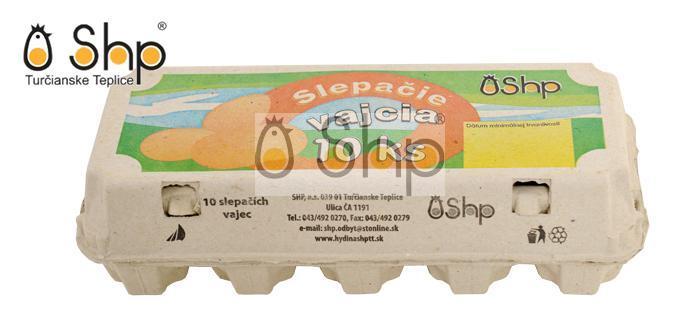 Shp®
Turčianske Teplice
Slepačie
vajcia®
10 ks
Shp
Dátum minimálnej trvanlivosti
Shp
10 slepačích
vajec
SHP, a.s. 039 01 Turčianske Teplice
Ulica ČA 1191
Tel.: 043/492 0270, Fax: 043/492 0279
e-mail: shp.odbyt@stonline.sk
www.hydinashptt.sk
Shp